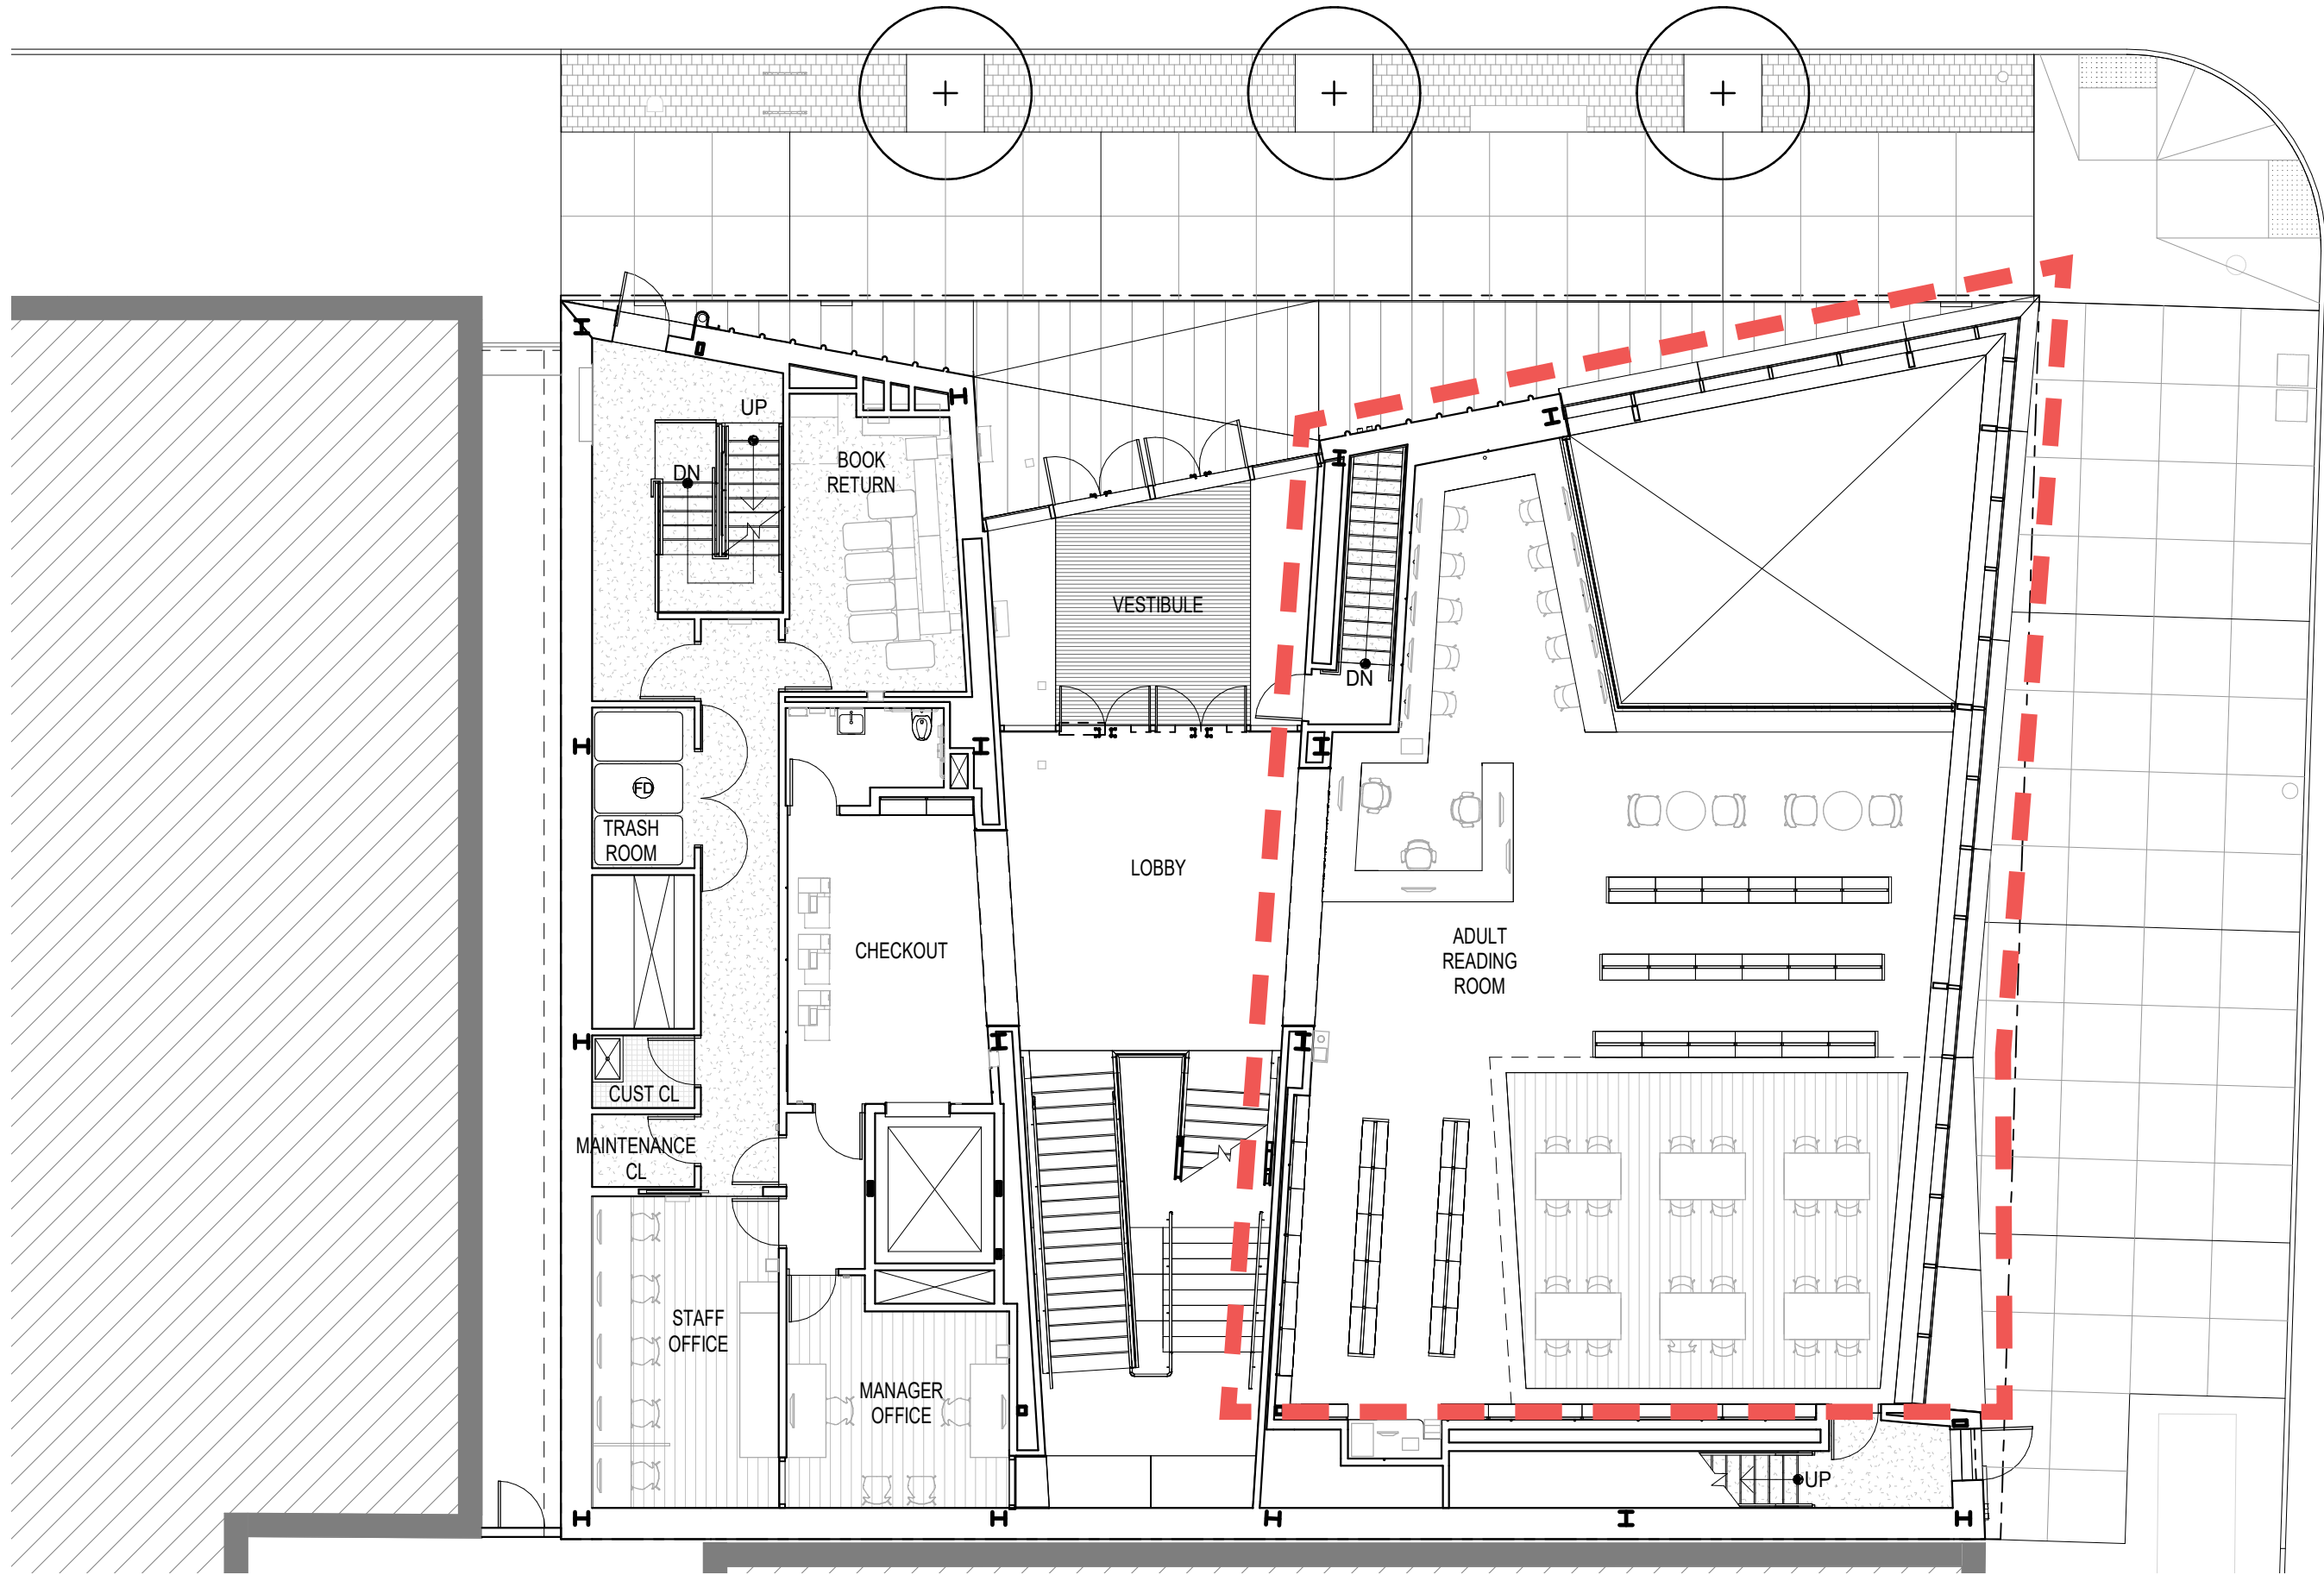 UP
DN
BOOK
RETURN
VESTIBULE
DN
FD
TRASH
ROOM
LOBBY
CHECKOUT
ADULT
READING
ROOM
CUST CL
MAINTENANCE
CL
STAFF
OFFICE
MANAGER
OFFICE
UP